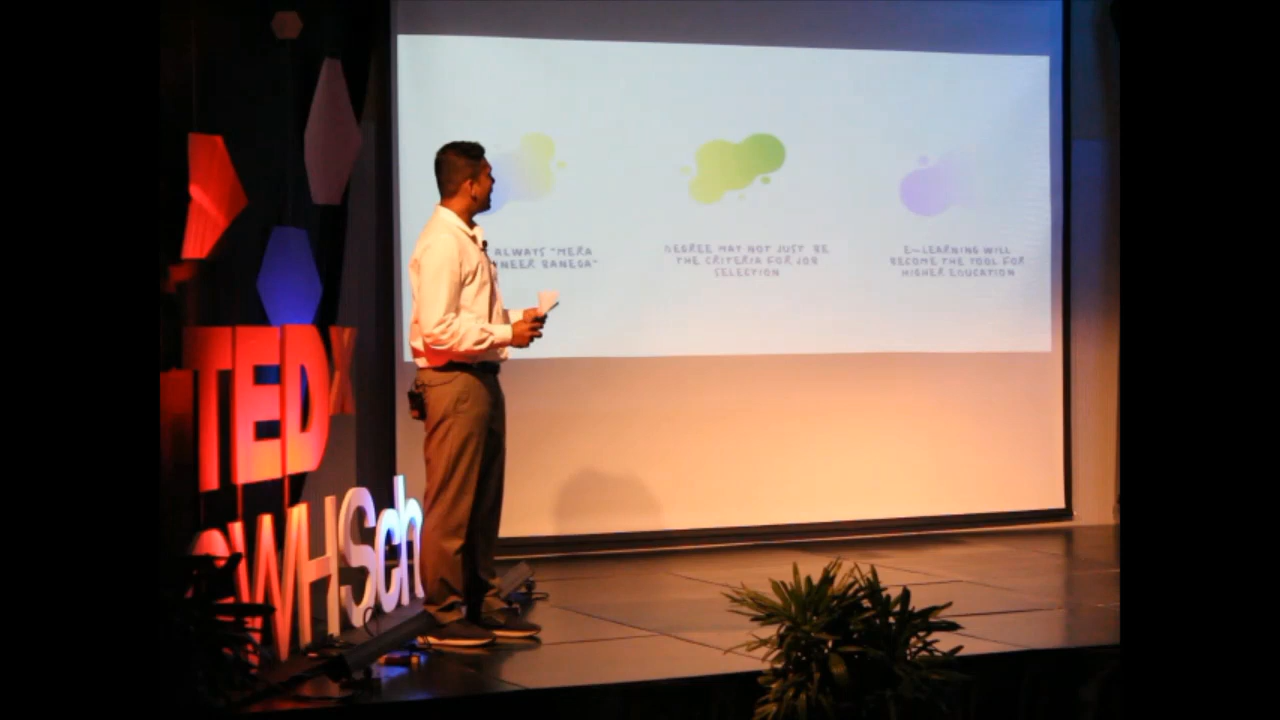 TEDx
GWHSch
ALWAYS "MERA
NEER BANEGA"
DEGREE MAY NOT JUST BE
THE CRITERIA FOR JOB
SELECTION
E-LEARNING WILL
BECOME THE TOOL FOR
HIGHER EDUCATION